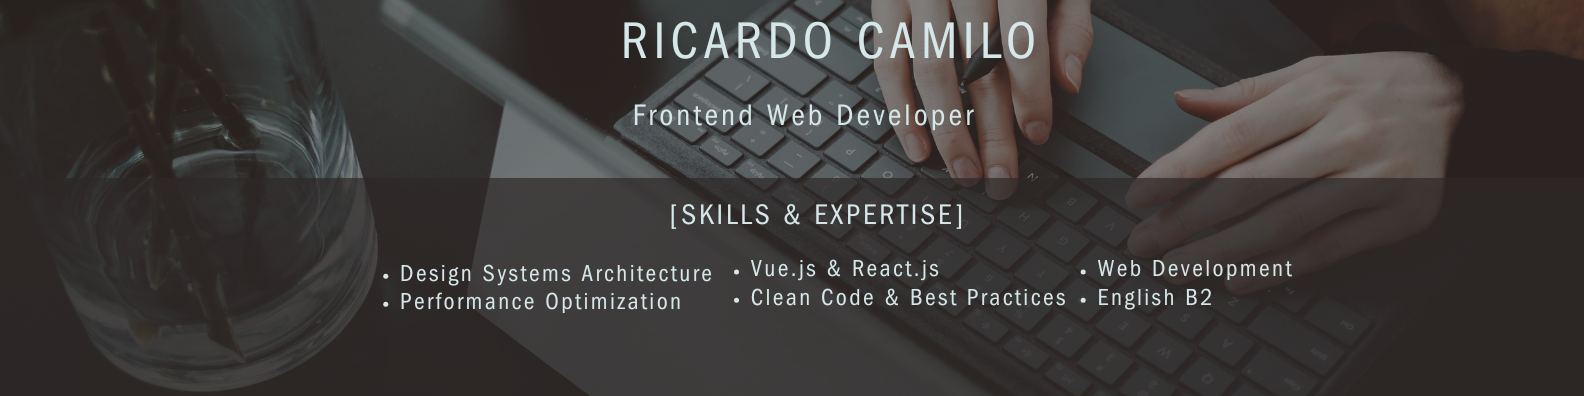 RICARDO CAMILO
Frontend Web Developer
[SKILLS & EXPERTISE]
• Design Systems Architecture
• Performance Optimization
• Vue.js & React.js
• Clean Code & Best Practices
• Web Development
• English B2